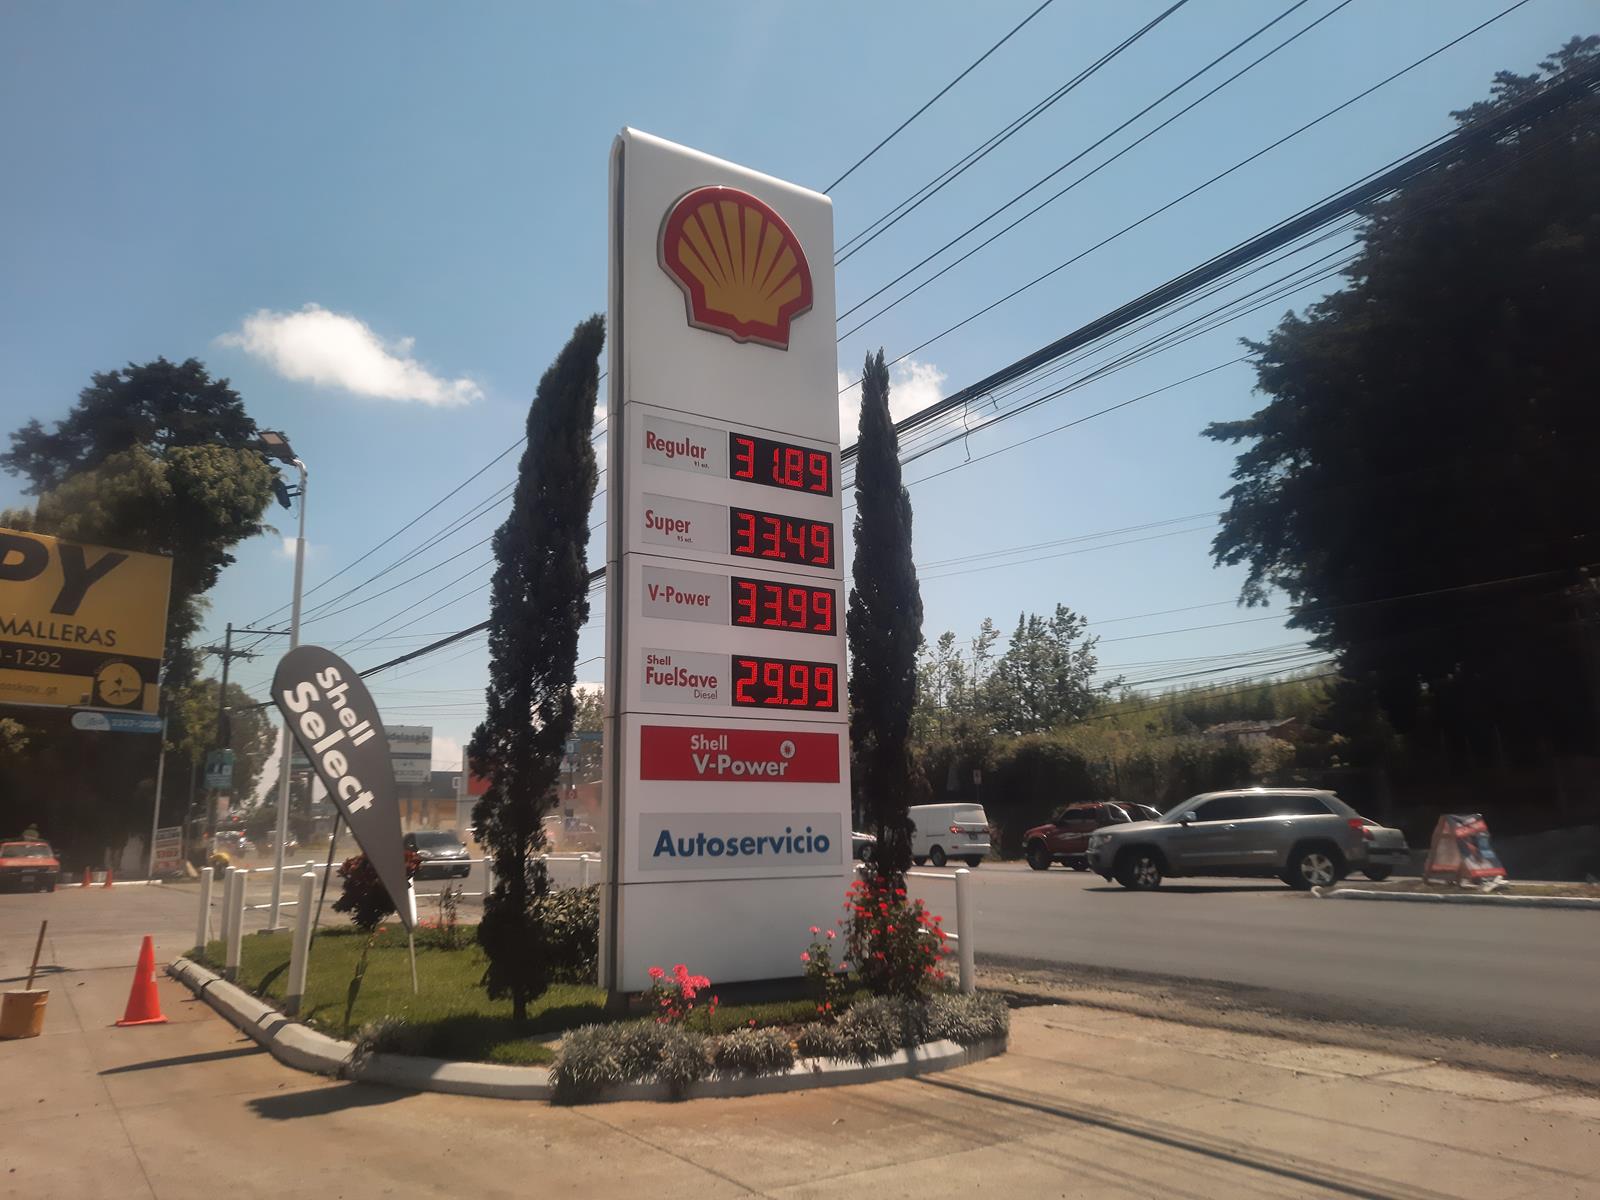 Regular
91 oct.
31.89
Super
95 oct.
33.49
V-Power
33.99
Shell
FuelSave
Diesel
29.99
Shell
V-Power
Autoservicio
Shell
Select
PY
MALLERAS
-1292